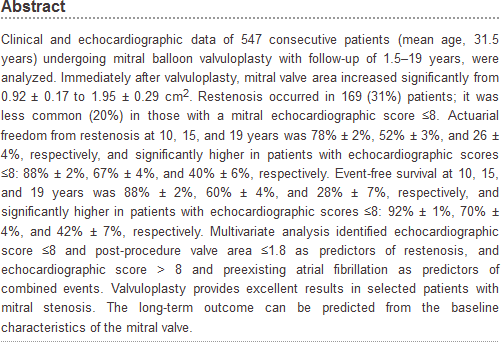 Abstract
Clinical and echocardiographic data of 547 consecutive patients (mean age, 31.5
years) undergoing mitral balloon valvuloplasty with follow-up of 1.5–19 years, were
analyzed. Immediately after valvuloplasty, mitral valve area increased significantly from
0.92 ± 0.17 to 1.95 ± 0.29 cm2. Restenosis occurred in 169 (31%) patients; it was
less common (20%) in those with a mitral echocardiographic score ≤8. Actuarial
freedom from restenosis at 10, 15, and 19 years was 78% ± 2%, 52% ± 3%, and 26 ±
4%, respectively, and significantly higher in patients with echocardiographic scores
≤8: 88% ± 2%, 67% ± 4%, and 40% ± 6%, respectively. Event-free survival at 10, 15,
and 19 years was 88% ± 2%, 60% ± 4%, and 28% ± 7%, respectively, and
significantly higher in patients with echocardiographic scores ≤8: 92% ± 1%, 70% ±
4%, and 42% ± 7%, respectively. Multivariate analysis identified echocardiographic
score ≤8 and post-procedure valve area ≤1.8 as predictors of restenosis, and
echocardiographic score > 8 and preexisting atrial fibrillation as predictors of
combined events. Valvuloplasty provides excellent results in selected patients with
mitral stenosis. The long-term outcome can be predicted from the baseline
characteristics of the mitral valve.